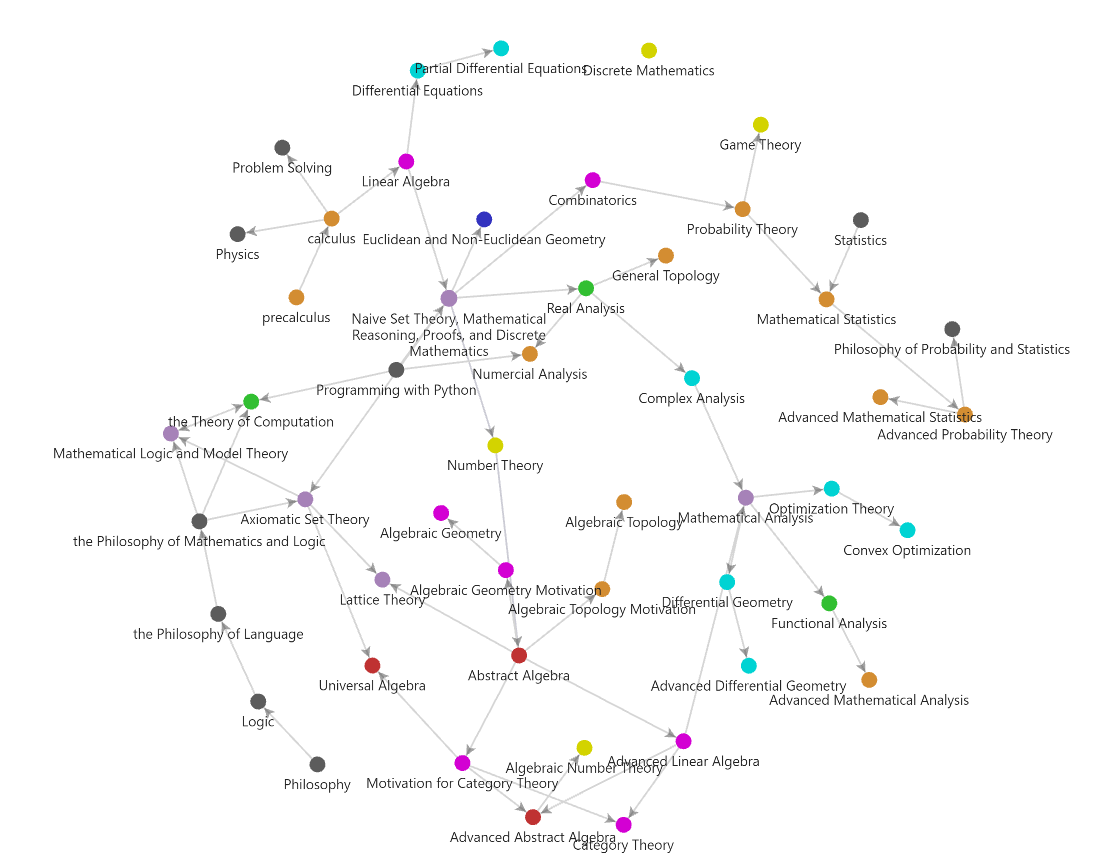 Partial Differential Equations
Discrete Mathematics
Differential Equations
Game Theory
Problem Solving
Linear Algebra
Combinatorics
Probability Theory
calculus
Euclidean and Non-Euclidean Geometry
Statistics
Physics
General Topology
precalculus
Real Analysis
Naive Set Theory, Mathematical
Reasoning, Proofs, and Discrete
Mathematics
Mathematical Statistics
Philosophy of Probability and Statistics
Numercial Analysis
Programming with Python
Complex Analysis
the Theory of Computation
Advanced Mathematical Statistics
Advanced Probability Theory
Mathematical Logic and Model Theory
Number Theory
Optimization Theory
Axiomatic Set Theory
Algebraic Topology
Mathematical Analysis
Algebraic Geometry
the Philosophy of Mathematics and Logic
Convex Optimization
Algebraic Geometry Motivation
Lattice Theory
Algebraic Topology Motivation
Differential Geometry
Functional Analysis
the Philosophy of Language
Abstract Algebra
Universal Algebra
Advanced Differential Geometry
Advanced Mathematical Analysis
Logic
Algebraic Number Theory
Advanced Linear Algebra
Philosophy
Motivation for Category Theory
Advanced Abstract Algebra
Category Theory